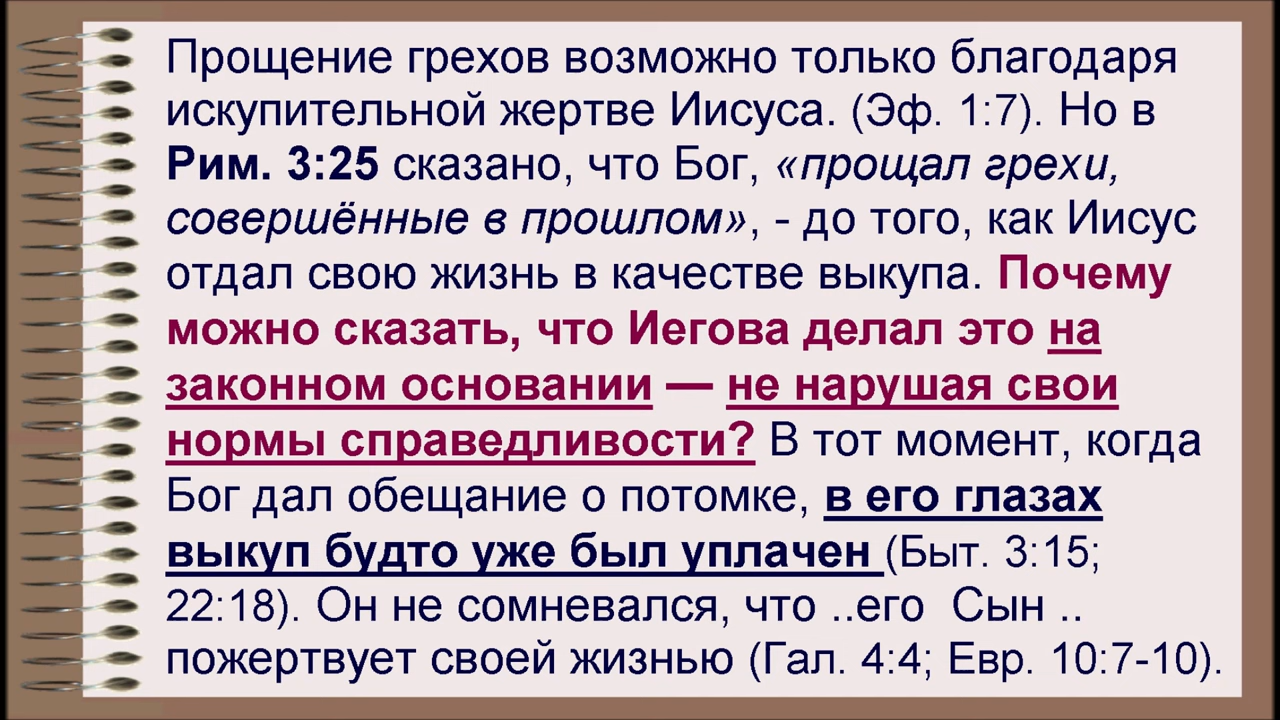 Прощение грехов возможно только благодаря
искупительной жертве Иисуса. (Эф. 1:7). Но в
Рим. 3:25 сказано, что Бог, «прощал грехи,
совершённые в прошлом», - до того, как Иисус
отдал свою жизнь в качестве выкупа. Почему
можно сказать, что Иегова делал это на
законном основании — не нарушая свои
нормы справедливости? В тот момент, когда
Бог дал обещание о потомке, в его глазах
выкуп будто уже был уплачен (Быт. 3:15;
22:18). Он не сомневался, что ..его  Сын ..
пожертвует своей жизнью (Гал. 4:4; Евр. 10:7-10).